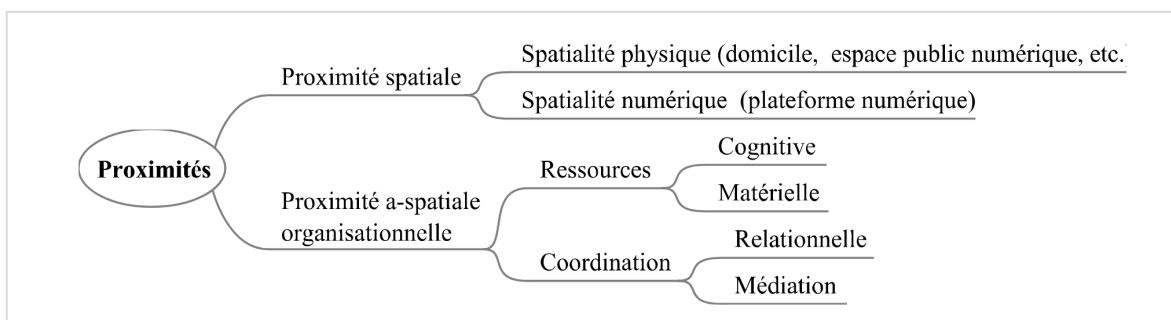 Proximités
Proximité spatiale
Spatialité physique (domicile, espace public numérique, etc.
Spatialité numérique (plateforme numérique)
Proximité a-spatiale
organisationnelle
Ressources
Cognitive
Matérielle
Coordination
Relationnelle
Médiation